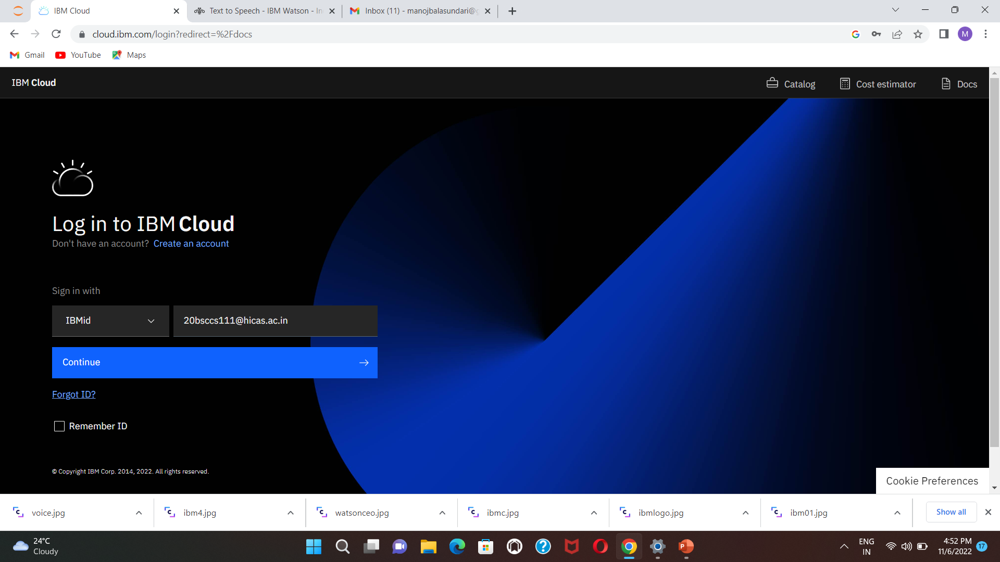 IBM Cloud
Text to Speech - IBM Watson - In
Inbox (11) - manojbalasundari@g
cloud.ibm.com/login?redirect=%2Fdocs
M
Gmail
YouTube
Maps
IBM Cloud
Catalog
Cost estimator
Docs
Log in to IBM Cloud
Don't have an account? Create an account
Sign in with
IBMid
20bsccs111@hicas.ac.in
Continue
Forgot ID?
Remember ID
© Copyright IBM Corp. 2014, 2022. All rights reserved.
Cookie Preferences
voice.jpg
ibm4.jpg
watsonceo.jpg
ibmc.jpg
ibmlogo.jpg
ibm01.jpg
Show all
24°C
Cloudy
ENG
IN
4:52 PM
11/6/2022
17